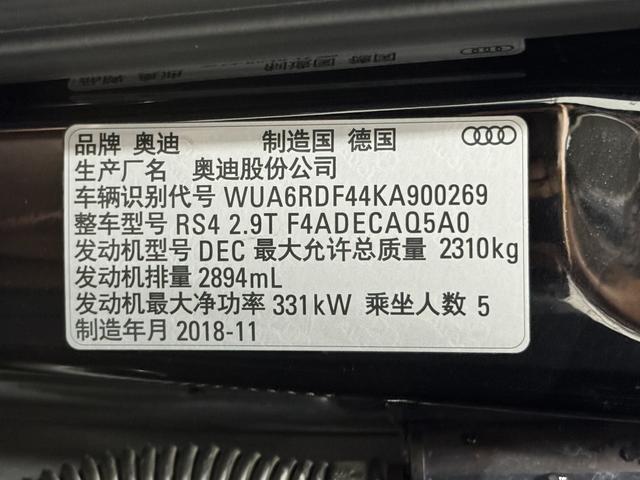 品牌 奥迪 制造国 德国
生产厂名 奥迪股份公司
车辆识别代号 WUA6RDF44KA900269
整车型号 RS4 2.9T F4ADECAQ5A0
发动机型号 DEC 最大允许总质量 2310kg
发动机排量 2894mL
发动机最大净功率 331kW 乘坐人数 5
制造年月 2018-11